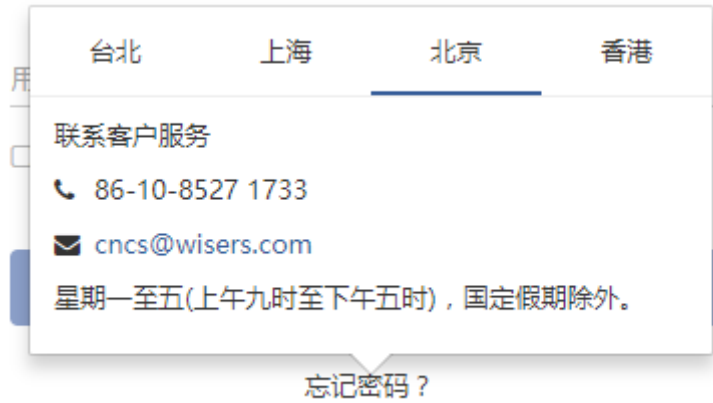 台北 上海 北京 香港
用
联系客户服务
86-10-8527 1733
cncs@wisers.com
星期一至五(上午九时至下午五时)，国定假期除外。
忘记密码？